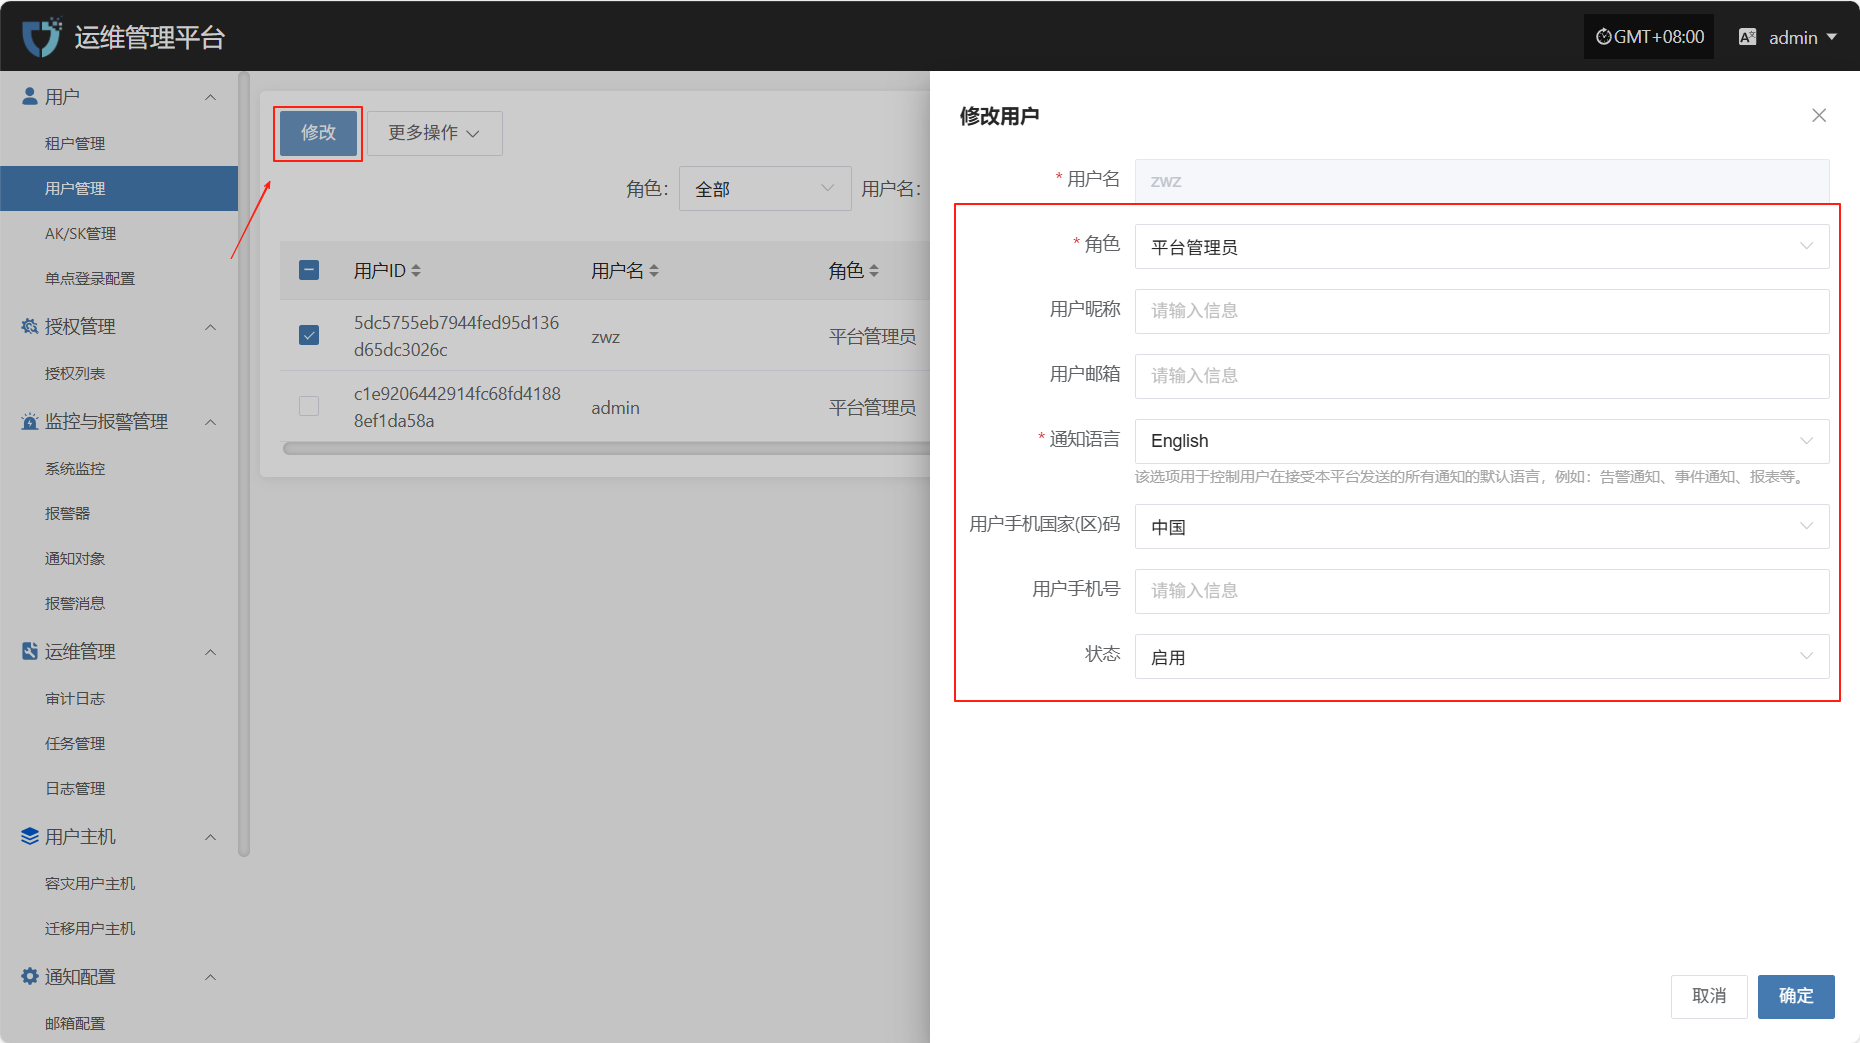 运维管理平台
GMT+08:00
admin
用户
租户管理
用户管理
AK/SK管理
单点登录配置
授权管理
授权列表
监控与报警管理
系统监控
报警器
通知对象
报警消息
运维管理
审计日志
任务管理
日志管理
用户主机
容灾用户主机
迁移用户主机
通知配置
邮箱配置
修改
更多操作
角色：
全部
用户名：
用户ID
用户名
角色
5dc5755eb7944fed95d136
d65dc3026c
zwz
平台管理员
c1e9206442914fc68fd4188
8ef1da58a
admin
平台管理员
修改用户
* 用户名
zwz
* 角色
平台管理员
用户昵称
请输入信息
用户邮箱
请输入信息
* 通知语言
English
该选项用于控制用户在接受本平台发送的所有通知的默认语言，例如：告警通知、事件通知、报表等。
用户手机国家(区)码
中国
用户手机号
请输入信息
状态
启用
取消
确定